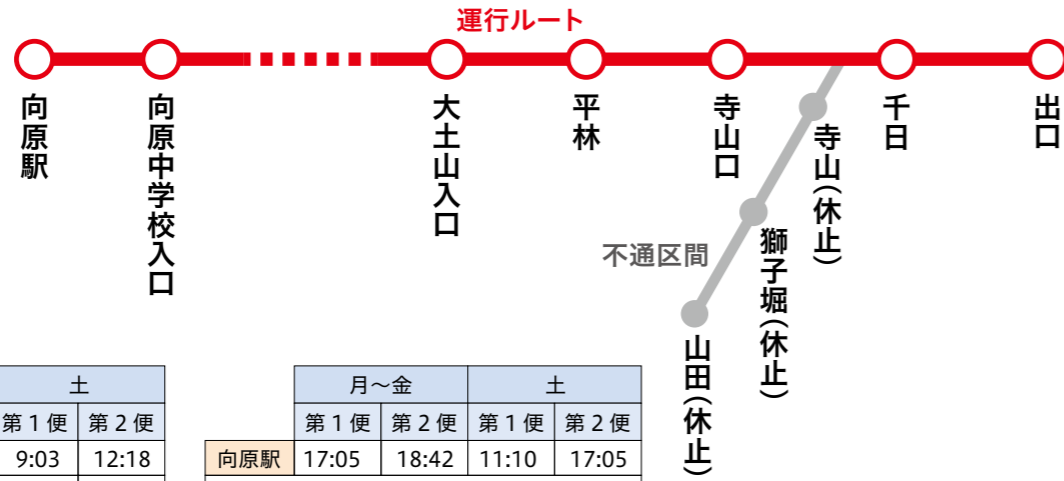 運行ルート
向原駅
向原中学校入口
大土山入口
平林
寺山口
千日
出口
寺山(休止)
獅子堀(休止)
山田(休止)
不通区間
土
第1便 第2便
9:03 12:18
月～金 土
第1便 第2便 第1便 第2便
向原駅 17:05 18:42 11:10 17:05